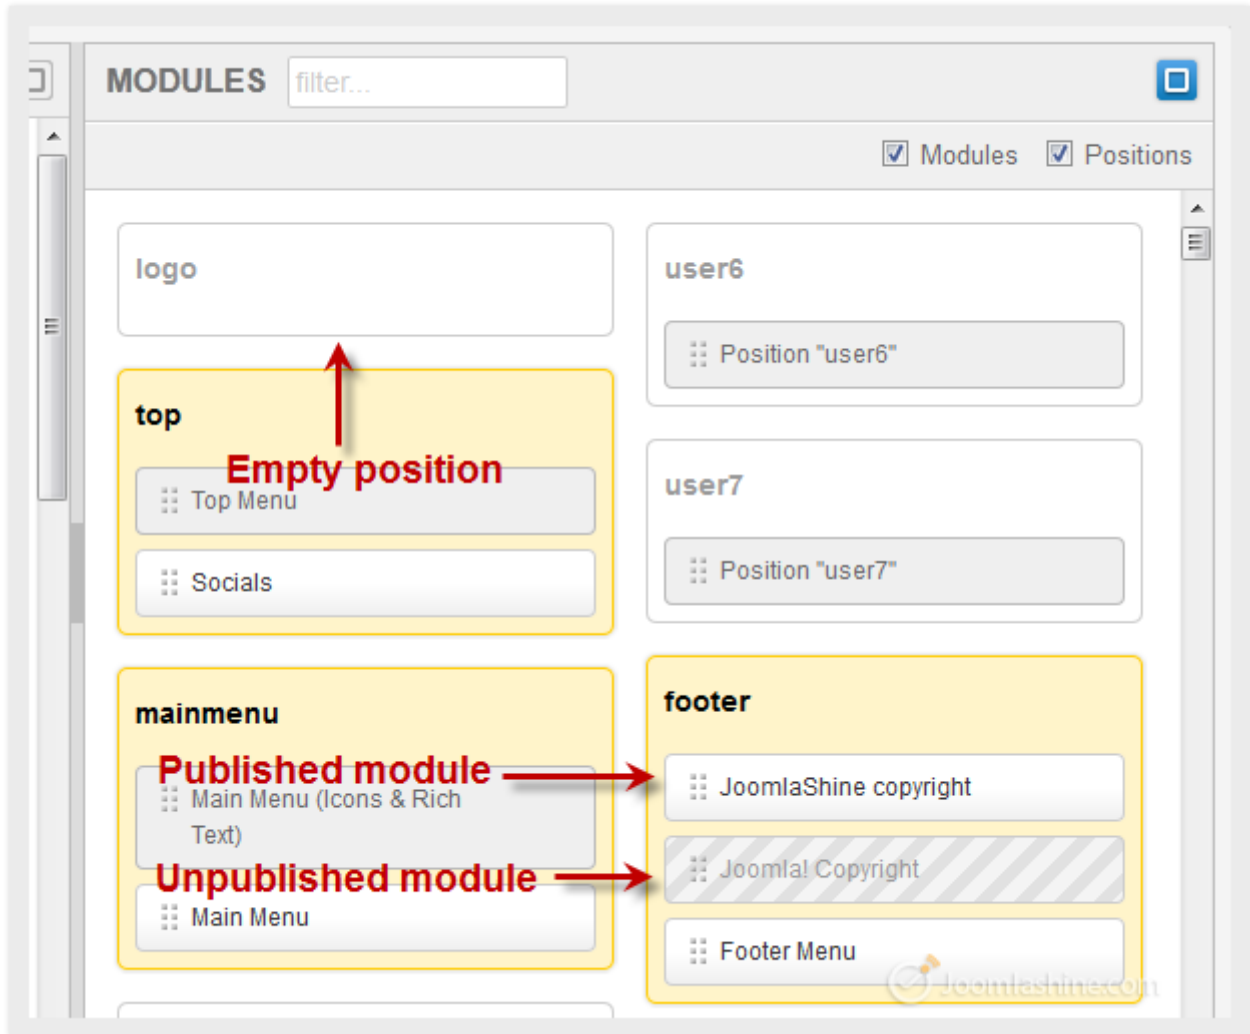 MODULES
filter...
Modules
Positions
logo
top
Empty position
Top Menu
Socials
mainmenu
Published module
Main Menu (Icons & Rich
Text)
Unpublished module
Main Menu
user6
Position "user6"
user7
Position "user7"
footer
JoomlaShine copyright
Joomla! Copyright
Footer Menu
Joomlashine.com